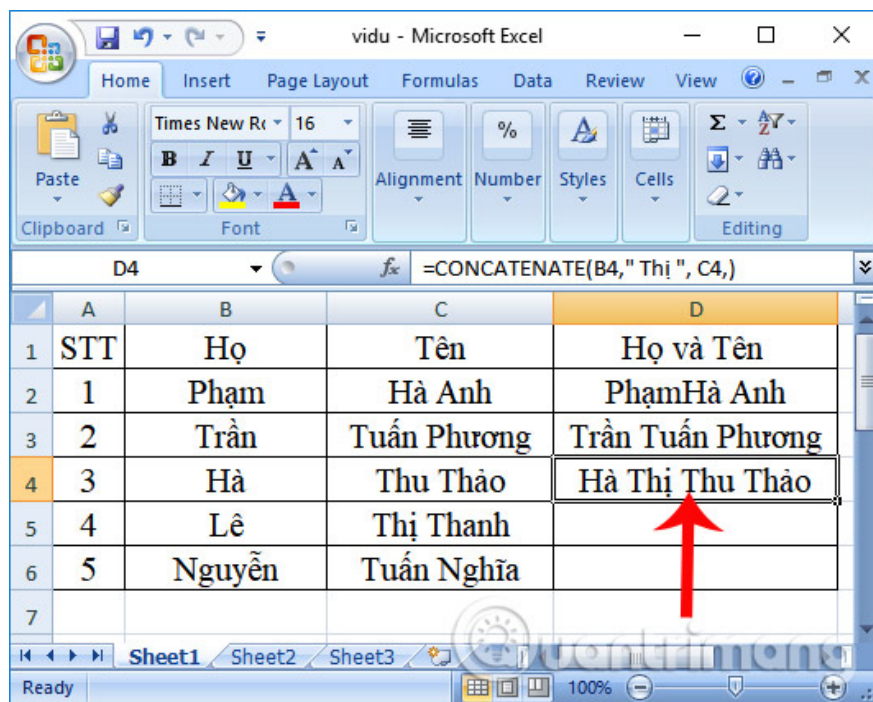 vidu - Microsoft Excel
Home Insert Page Layout Formulas Data Review View
Paste
Clipboard
Times New Ro 16
B I U A A
A
Font
Alignment
% Number
A Styles
Cells
Σ A Z
Editing
D4 fx =CONCATENATE(B4," Thị ", C4,)
A B C D
1 STT Họ Tên Họ và Tên
2 1 Phạm Hà Anh PhạmHà Anh
3 2 Trần Tuấn Phương Trần Tuấn Phương
4 3 Hà Thu Thảo Hà Thị Thu Thảo
5 4 Lê Thị Thanh
6 5 Nguyễn Tuấn Nghĩa
7
Sheet1 Sheet2 Sheet3
Quantrimang
Ready 100%